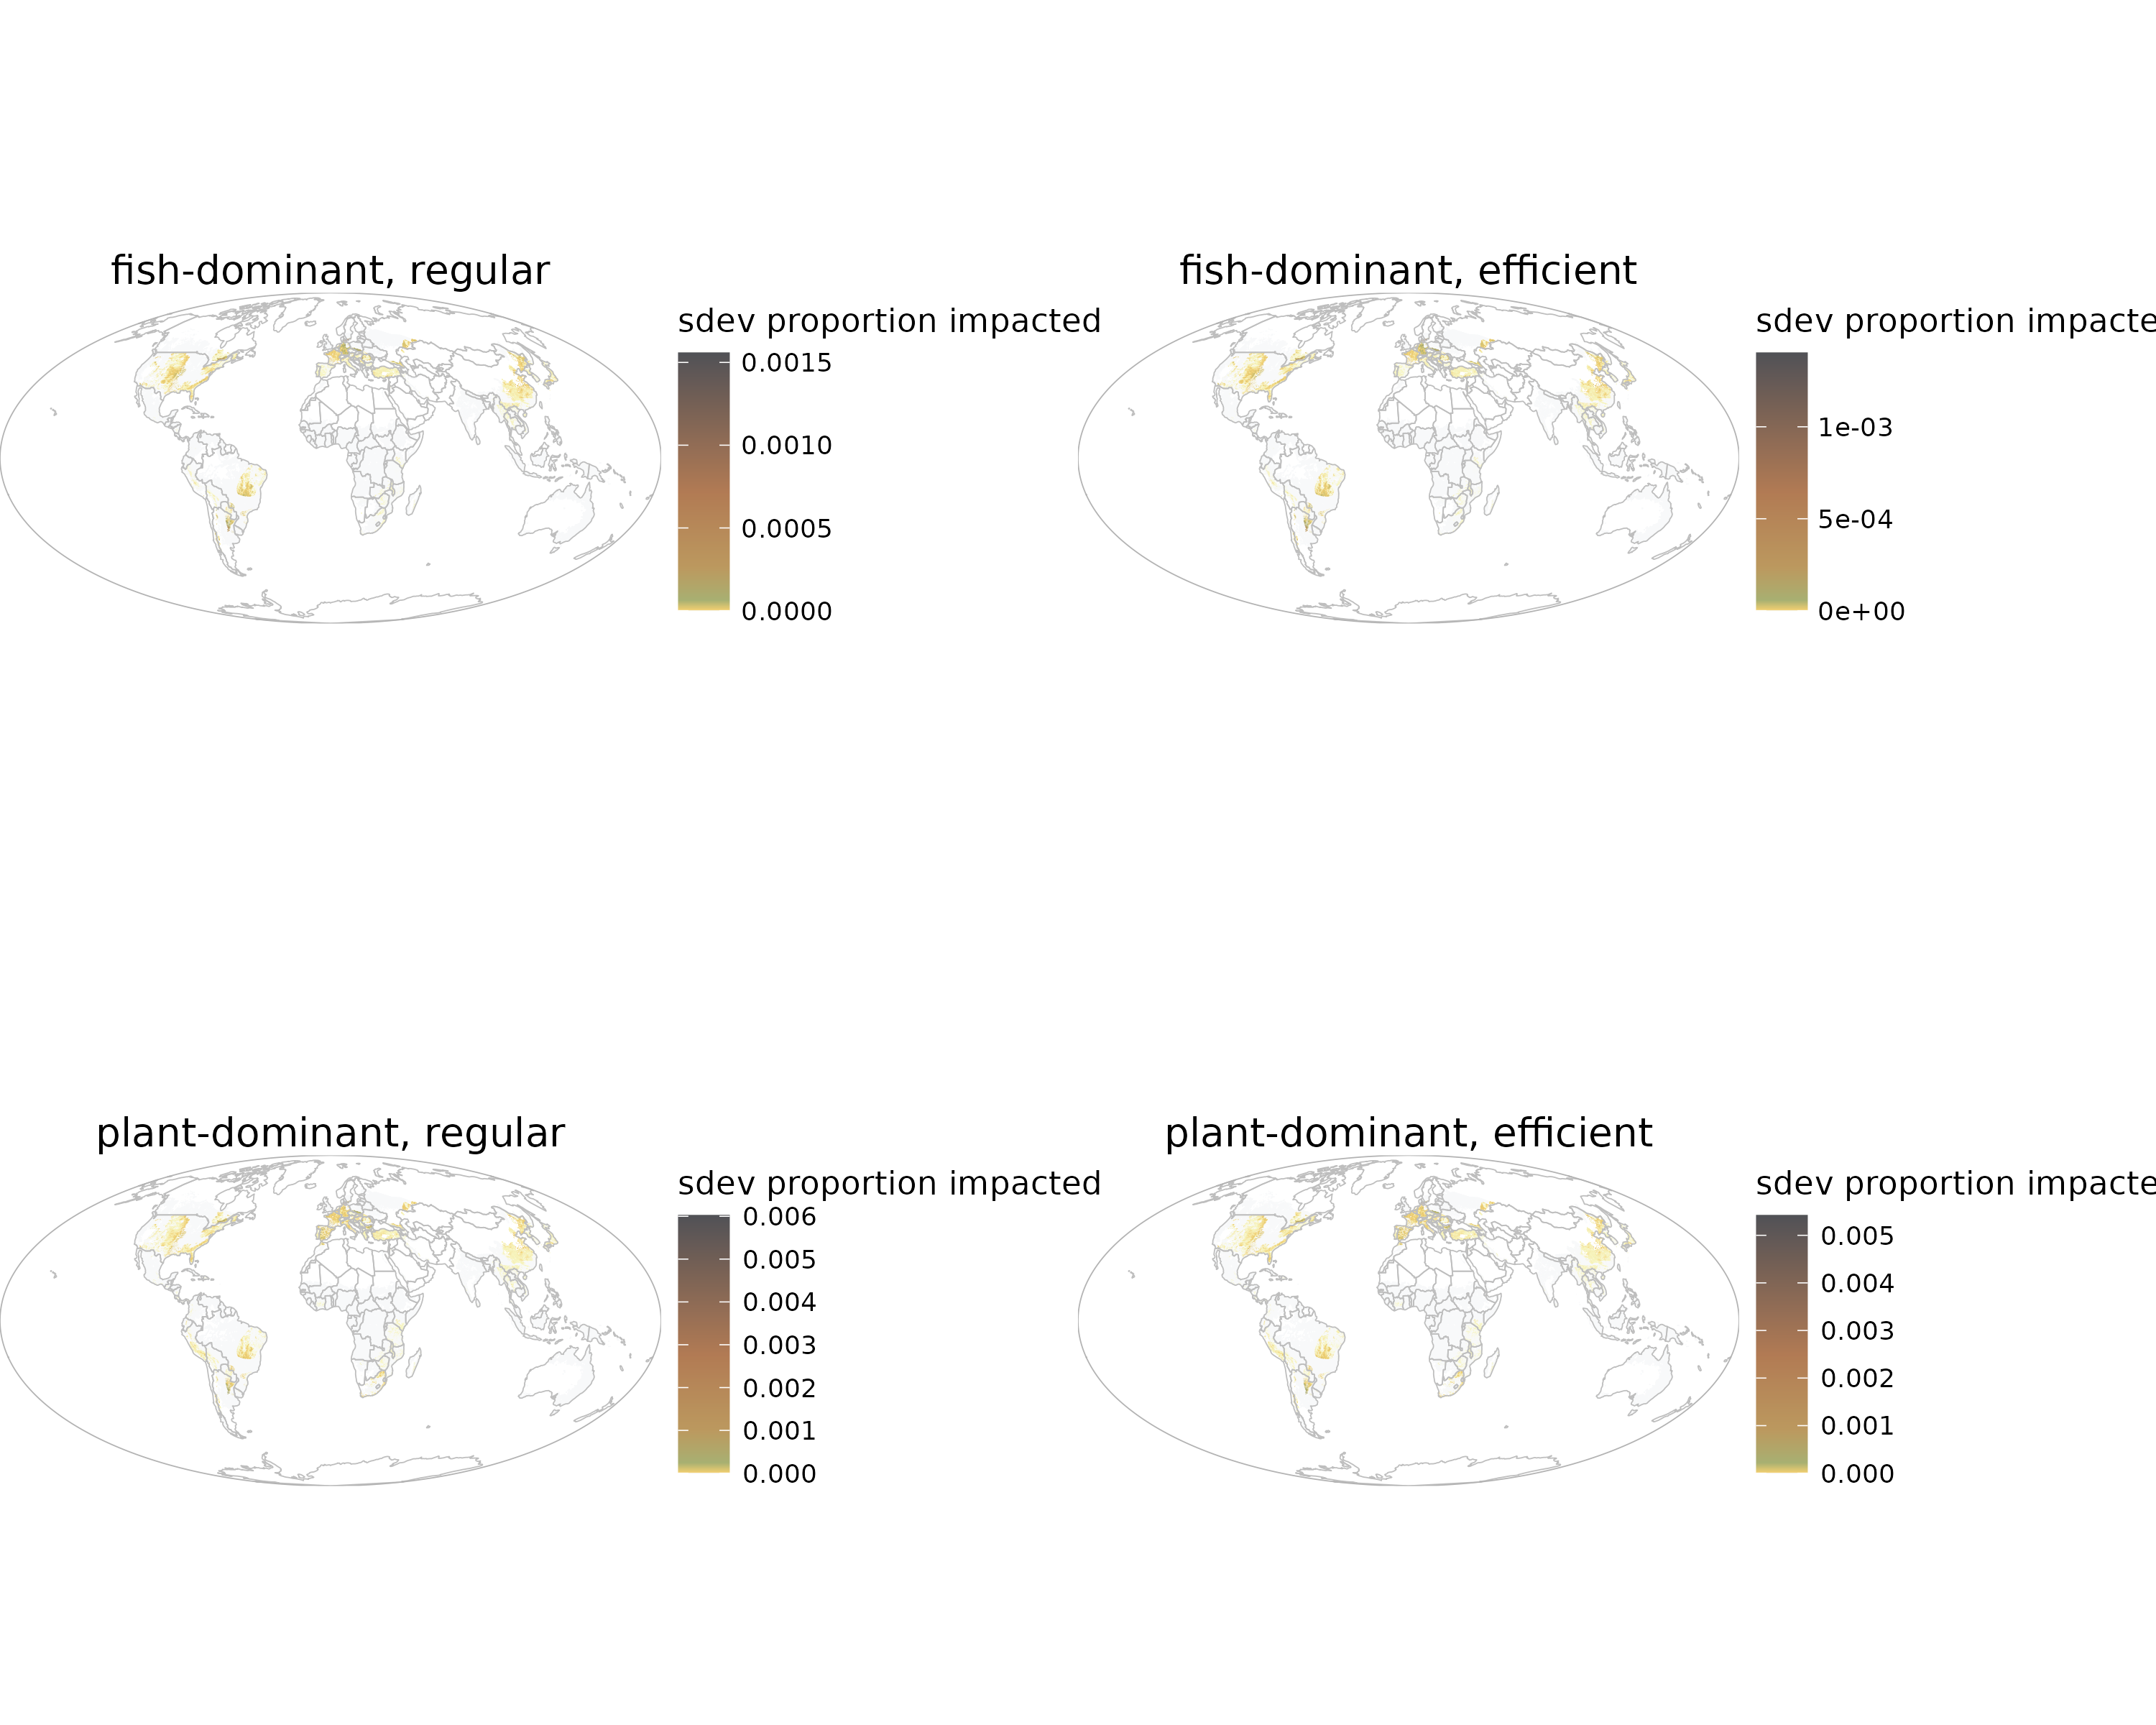 fish-dominant, regular
sdev proportion impacted
0.0015
0.0010
0.0005
0.0000
fish-dominant, efficient
sdev proportion impacte
1e-03
5e-04
0e+00
plant-dominant, regular
sdev proportion impacted
0.006
0.005
0.004
0.003
0.002
0.001
0.000
plant-dominant, efficient
sdev proportion impacte
0.005
0.004
0.003
0.002
0.001
0.000